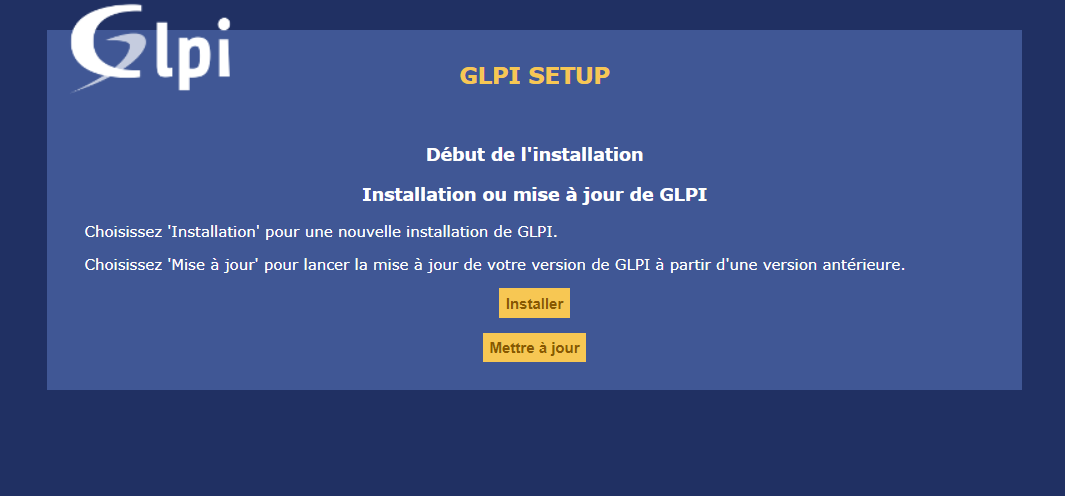 Glpi
GLPI SETUP
Début de l'installation
Installation ou mise à jour de GLPI
Choisissez 'Installation' pour une nouvelle installation de GLPI.
Choisissez 'Mise à jour' pour lancer la mise à jour de votre version de GLPI à partir d'une version antérieure.
Installer
Mettre à jour